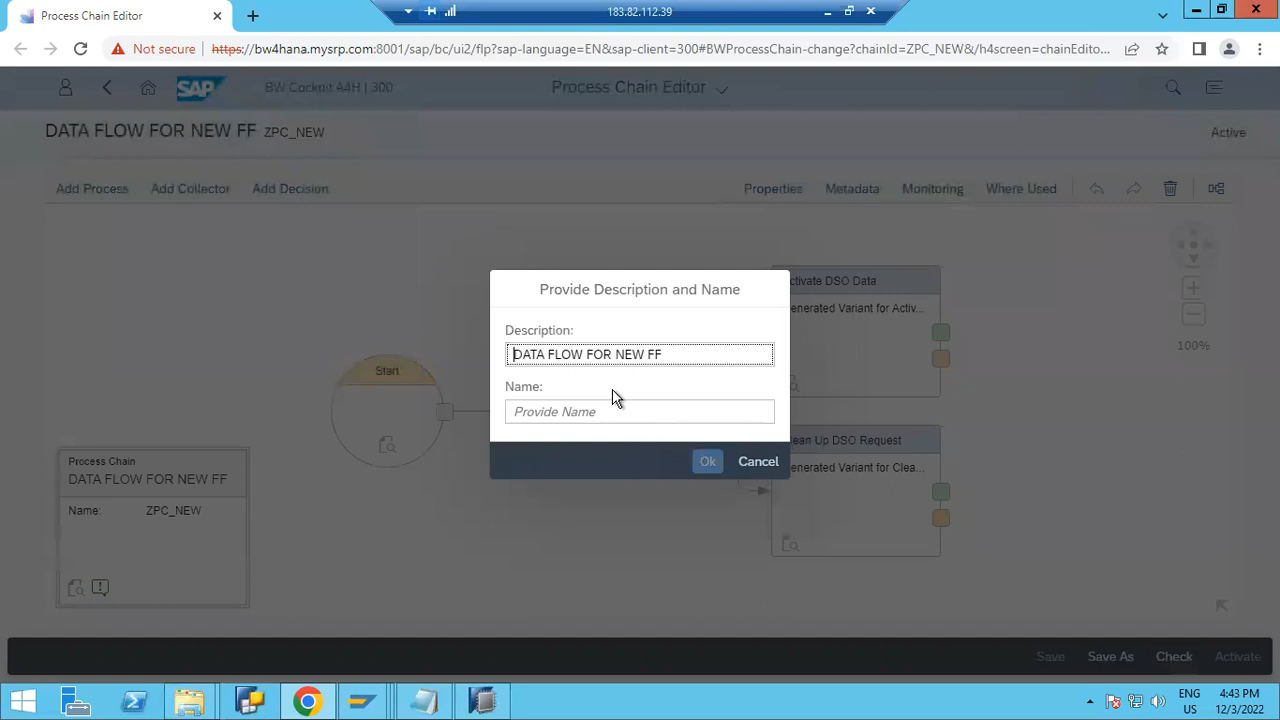 Process Chain Editor
183.82.112.39
Not secure
https://bw4hana.mysrp.com:8001/sap/bc/ui2/flp?sap-language=EN&sap-client=300#BWProcessChain-change?chainId=ZPC_NEW&/h4screen=chainEdito...
SAP
BW Cockpit A4H | 300
Process Chain Editor
DATA FLOW FOR NEW FF ZPC_NEW
Active
Add Process
Add Collector
Add Decision
Properties
Metadata
Monitoring
Where Used
Provide Description and Name
Description:
DATA FLOW FOR NEW FF
Name:
Provide Name
Ok
Cancel
Start
ctivate DSO Data
enerated Variant for Activ...
ean Up DSO Request
enerated Variant for Clea...
100%
Process Chain
DATA FLOW FOR NEW FF
Name: ZPC_NEW
Save
Save As
Check
Activate
ENG
US
4:43 PM
12/3/2022